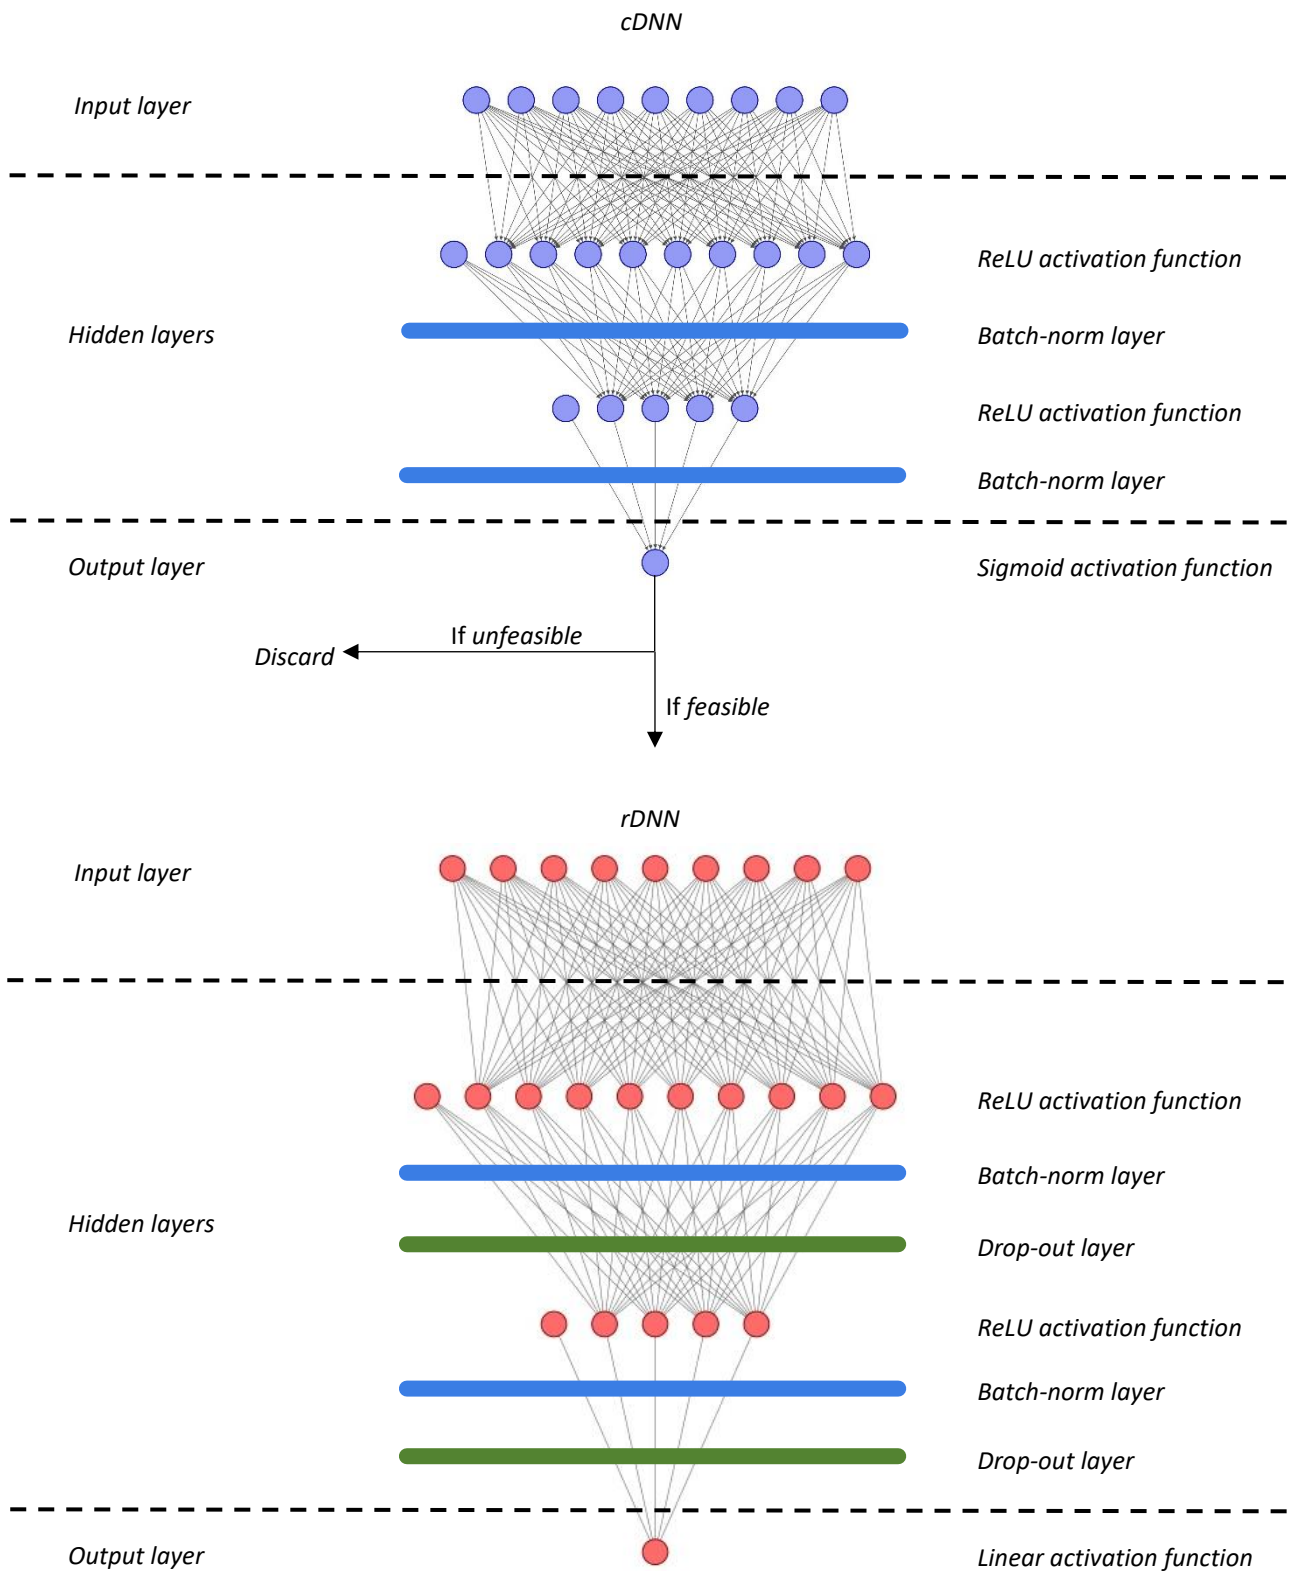 cDNN
Input layer
ReLU activation function
Hidden layers
Batch-norm layer
ReLU activation function
Batch-norm layer
Output layer
Sigmoid activation function
If unfeasible
Discard
If feasible
rDNN
Input layer
ReLU activation function
Batch-norm layer
Hidden layers
Drop-out layer
ReLU activation function
Batch-norm layer
Drop-out layer
Output layer
Linear activation function